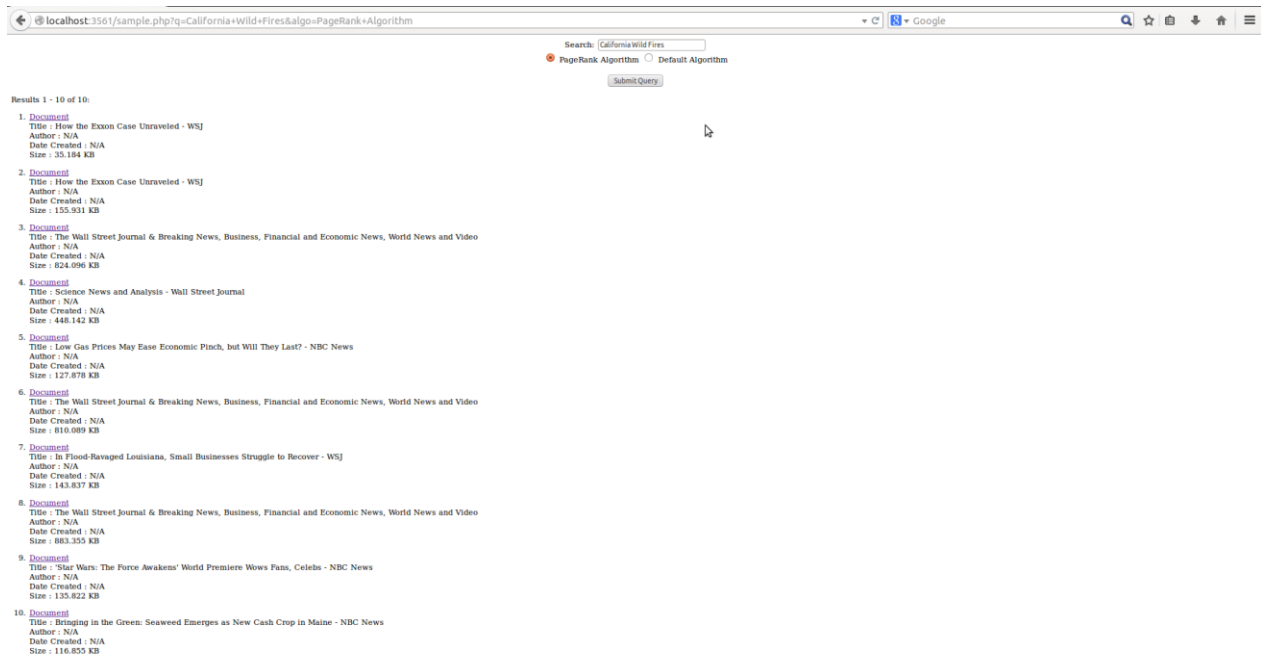 localhost:3561/sample.php?q=California+Wild+Fires&algo=PageRank+Algorithm
Google
Search: California Wild Fires
PageRank Algorithm Default Algorithm
Submit Query
Results 1 - 10 of 10:
1. Document
Title : How the Exxon Case Unraveled - WSJ
Author : N/A
Date Created : N/A
Size : 35.184 KB
2. Document
Title : How the Exxon Case Unraveled - WSJ
Author : N/A
Date Created : N/A
Size : 155.931 KB
3. Document
Title : The Wall Street Journal & Breaking News, Business, Financial and Economic News, World News and Video
Author : N/A
Date Created : N/A
Size : 824.096 KB
4. Document
Title : Science News and Analysis - Wall Street Journal
Author : N/A
Date Created : N/A
Size : 448.142 KB
5. Document
Title : Low Gas Prices May Ease Economic Pinch, but Will They Last? - NBC News
Author : N/A
Date Created : N/A
Size : 127.878 KB
6. Document
Title : The Wall Street Journal & Breaking News, Business, Financial and Economic News, World News and Video
Author : N/A
Date Created : N/A
Size : 810.089 KB
7. Document
Title : In Flood-Ravaged Louisiana, Small Businesses Struggle to Recover - WSJ
Author : N/A
Date Created : N/A
Size : 143.837 KB
8. Document
Title : The Wall Street Journal & Breaking News, Business, Financial and Economic News, World News and Video
Author : N/A
Date Created : N/A
Size : 883.355 KB
9. Document
Title : 'Star Wars: The Force Awakens' World Premiere Wows Fans, Celebs - NBC News
Author : N/A
Date Created : N/A
Size : 135.822 KB
10. Document
Title : Bringing in the Green: Seaweed Emerges as New Cash Crop in Maine - NBC News
Author : N/A
Date Created : N/A
Size : 116.855 KB